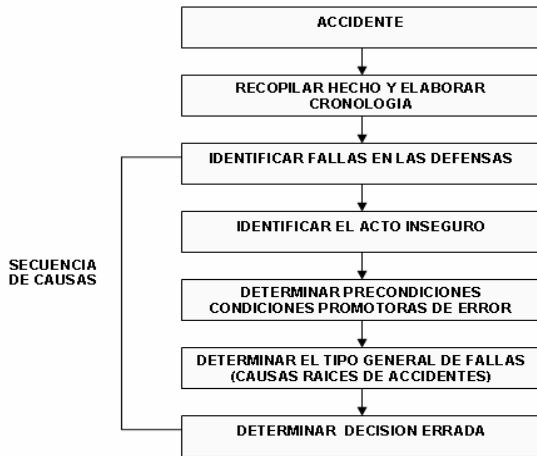 ACCIDENTE
RECOPILAR HECHO Y ELABORAR
CRONOLOGIA
IDENTIFICAR FALLAS EN LAS DEFENSAS
IDENTIFICAR EL ACTO INSEGURO
SECUENCIA
DE CAUSAS
DETERMINAR PRECONDICIONES
CONDICIONES PROMOTORAS DE ERROR
DETERMINAR EL TIPO GENERAL DE FALLAS
(CAUSAS RAICES DE ACCIDENTES)
DETERMINAR DECISION ERRADA